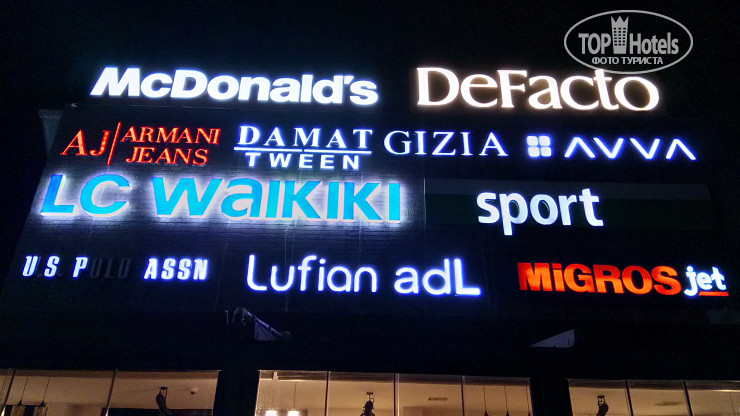 TOP Hotels
ФОТО ТУРИСТА
McDonald's DeFacto
AJ ARMANI JEANS DAMAT TWEEN GIZIA AVVA
LC WAIKIKI sport
U.S. POLO ASSN Lufian adL MiGROS jet